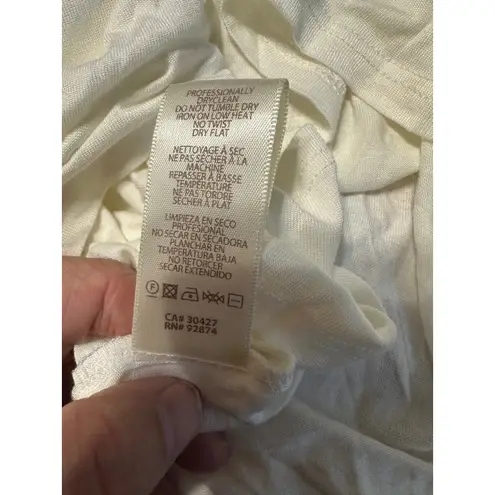 PROFESSIONALLY
DRYCLEAN
DO NOT TUMBLE DRY
IRON ON LOW HEAT
NO TWIST
DRY FLAT
NETTOYAGE À SEC
NE PAS SÉCHER À LA
MACHINE
REPASSER À BASSE
TEMPÉRATURE
NE PAS TORDRE
SÉCHER À PLAT
LIMPIEZA EN SECO
PROFESIONAL
NO SECAR EN SECADORA
PLANCHAR EN
TEMPERATURA BAJA
NO RETORCER
SECAR EXTENDIDO
F
CA# 30427
RN# 92874